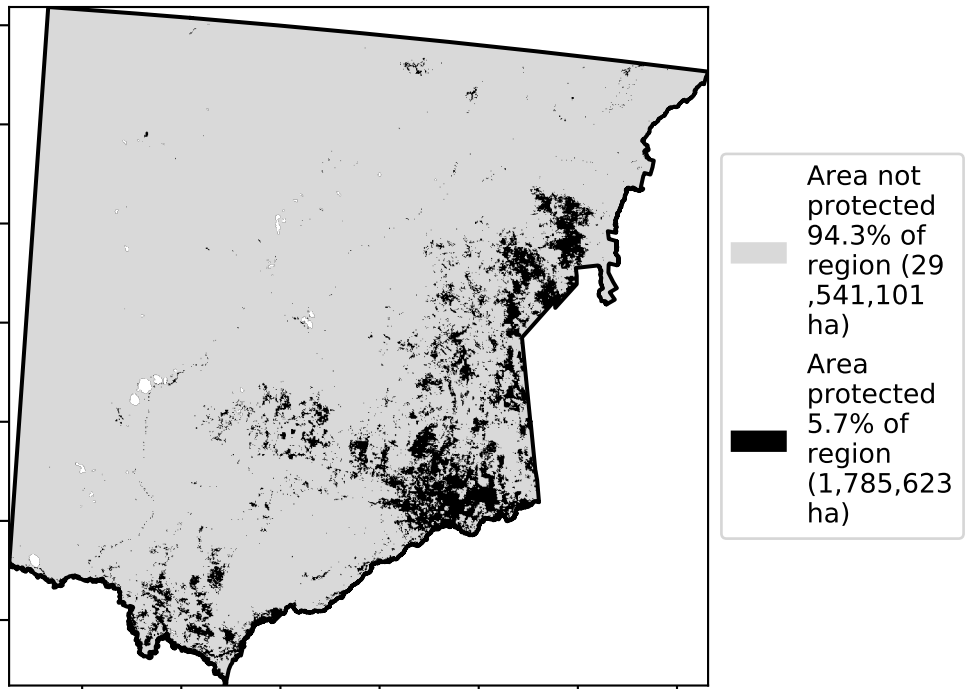 Area not
protected
94.3% of
region (29
,541,101
ha)
Area
protected
5.7% of
region
(1,785,623
ha)